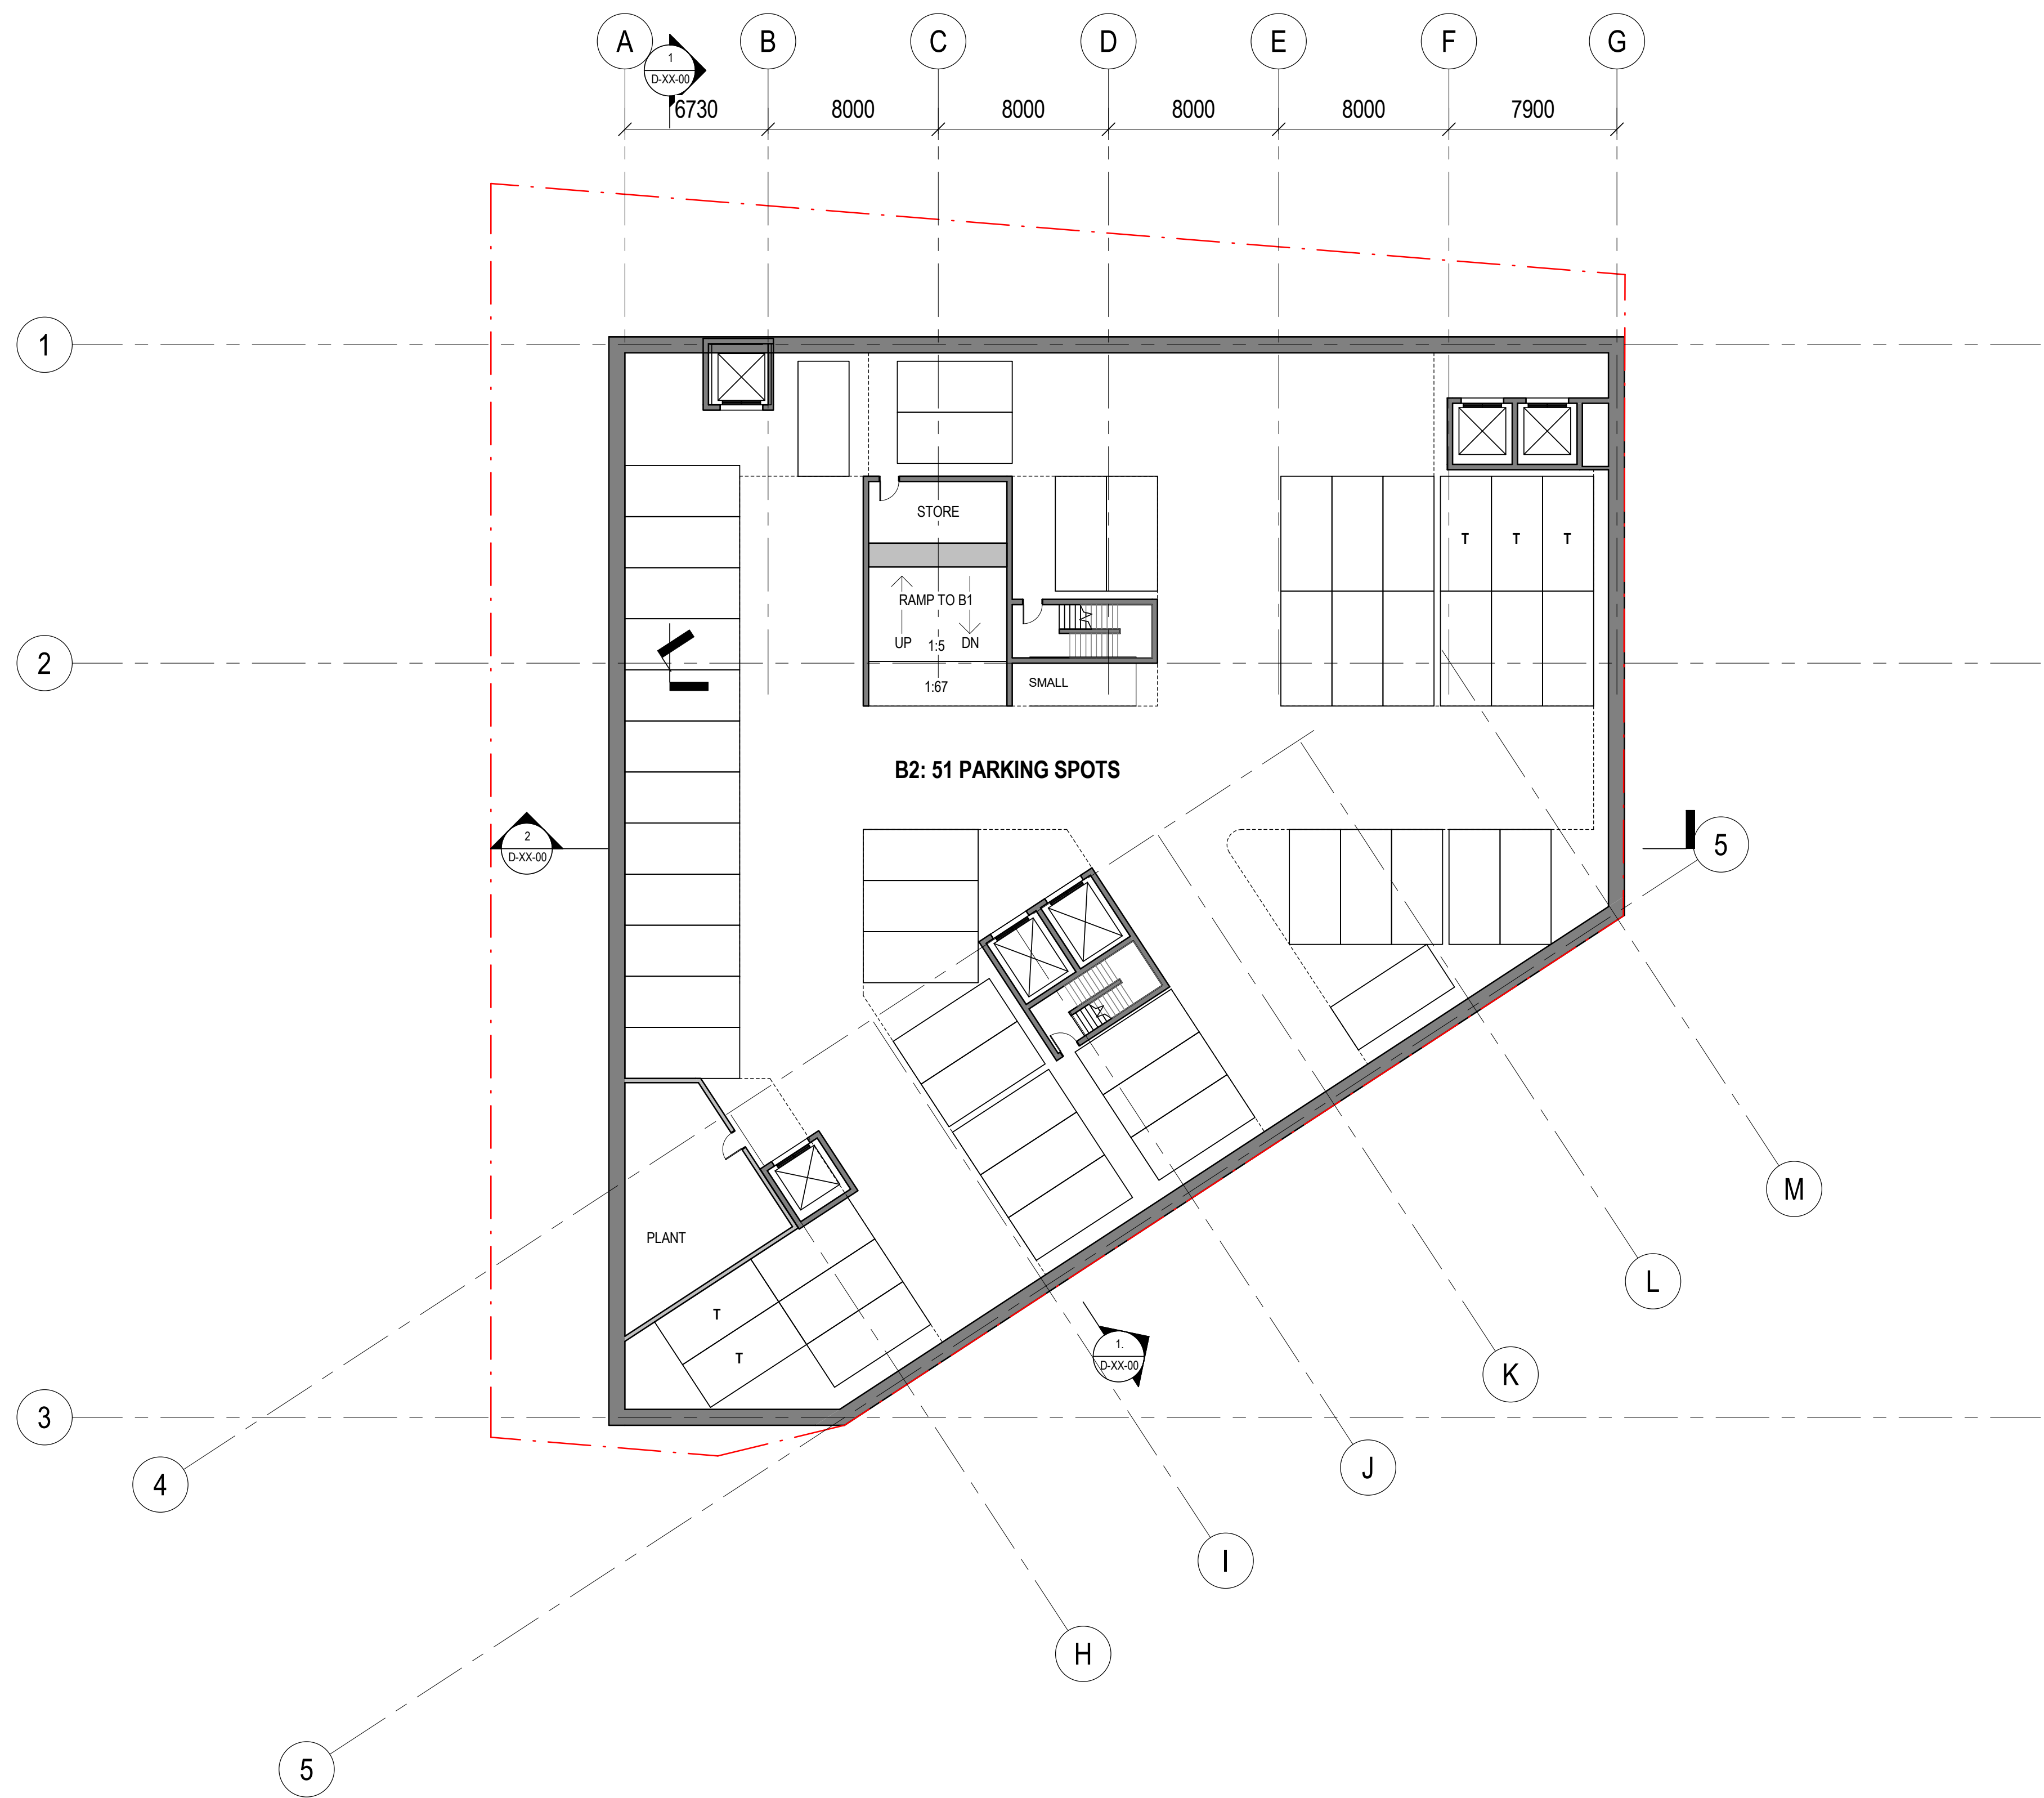 A
B
C
D
E
F
G
1
D-XX-00
6730
8000
8000
8000
8000
7900
1
STORE
T T T
RAMP TO B1
UP 1:5 DN
2
SMALL
1:67
B2: 51 PARKING SPOTS
2
D-XX-00
5
M
PLANT
L
T
T
1.
D-XX-00
K
3
J
4
I
H
5